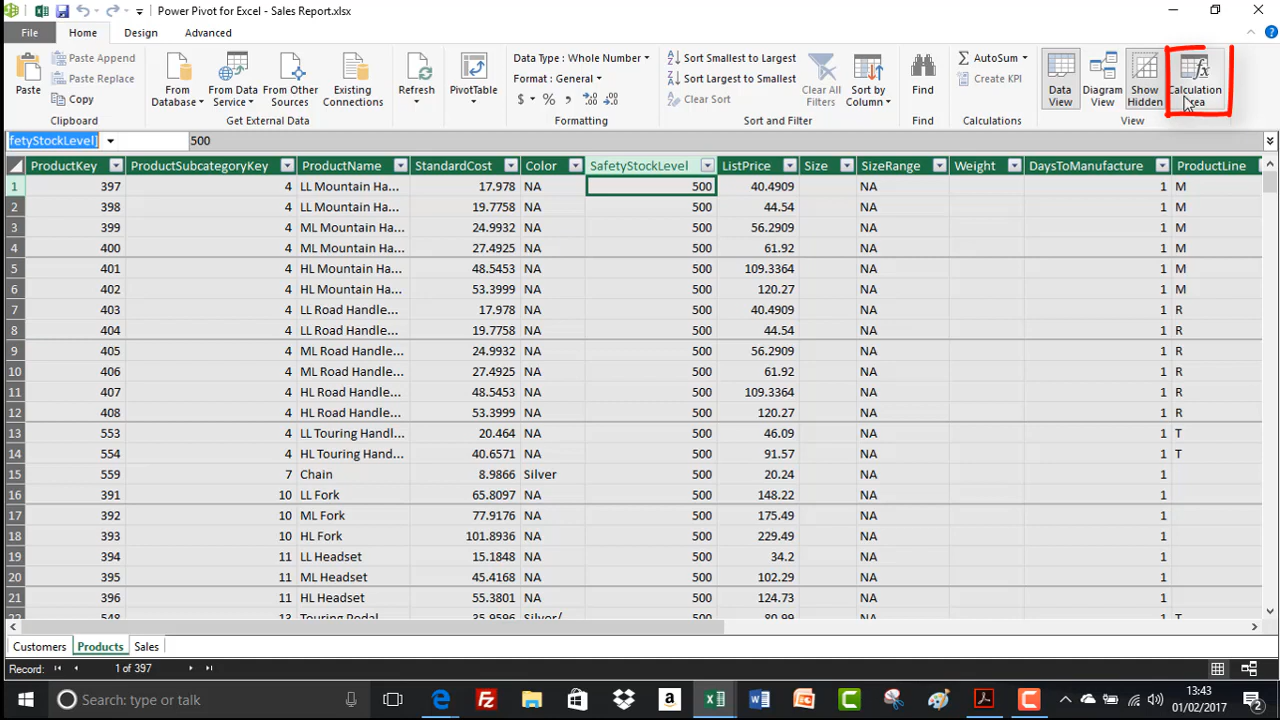 Power Pivot for Excel - Sales Report.xlsx
File Home Design Advanced
Paste Paste Append Paste Replace Copy
From Database From Data Service From Other Sources Existing Connections
Refresh PivotTable
Data Type : Whole Number
Format : General
$ % ,
Sort Smallest to Largest
Sort Largest to Smallest
Clear Sort
Clear All Filters Sort by Column
Find
AutoSum
Create KPI
Data View Diagram View Show Hidden Calculation
Clipboard Get External Data Formatting Sort and Filter Find Calculations View
fetyStockLevel] 500
ProductKey ProductSubcategoryKey ProductName StandardCost Color SafetyStockLevel ListPrice Size SizeRange Weight DaysToManufacture ProductLine
1 397 4 LL Mountain Ha... 17.978 NA 500 40.4909 NA 1 M
2 398 4 LL Mountain Ha... 19.7758 NA 500 44.54 NA 1 M
3 399 4 ML Mountain Ha... 24.9932 NA 500 56.2909 NA 1 M
4 400 4 ML Mountain Ha... 27.4925 NA 500 61.92 NA 1 M
5 401 4 HL Mountain Ha... 48.5453 NA 500 109.3364 NA 1 M
6 402 4 HL Mountain Ha... 53.3999 NA 500 120.27 NA 1 M
7 403 4 LL Road Handle... 17.978 NA 500 40.4909 NA 1 R
8 404 4 LL Road Handle... 19.7758 NA 500 44.54 NA 1 R
9 405 4 ML Road Handle... 24.9932 NA 500 56.2909 NA 1 R
10 406 4 ML Road Handle... 27.4925 NA 500 61.92 NA 1 R
11 407 4 HL Road Handle... 48.5453 NA 500 109.3364 NA 1 R
12 408 4 HL Road Handle... 53.3999 NA 500 120.27 NA 1 R
13 553 4 LL Touring Handl... 20.464 NA 500 46.09 NA 1 T
14 554 4 HL Touring Hand... 40.6571 NA 500 91.57 NA 1 T
15 559 7 Chain 8.9866 Silver 500 20.24 NA 1
16 391 10 LL Fork 65.8097 NA 500 148.22 NA 1
17 392 10 ML Fork 77.9176 NA 500 175.49 NA 1
18 393 10 HL Fork 101.8936 NA 500 229.49 NA 1
19 394 11 LL Headset 15.1848 NA 500 34.2 NA 1
20 395 11 ML Headset 45.4168 NA 500 102.29 NA 1
21 396 11 HL Headset 55.3801 NA 500 124.73 NA 1
22 548 13 Touring Pedal 35.9596 Silver/ 500 80.99 NA 1 T
Customers Products Sales
Record: 1 of 397
Search: type or talk
13:43
01/02/2017